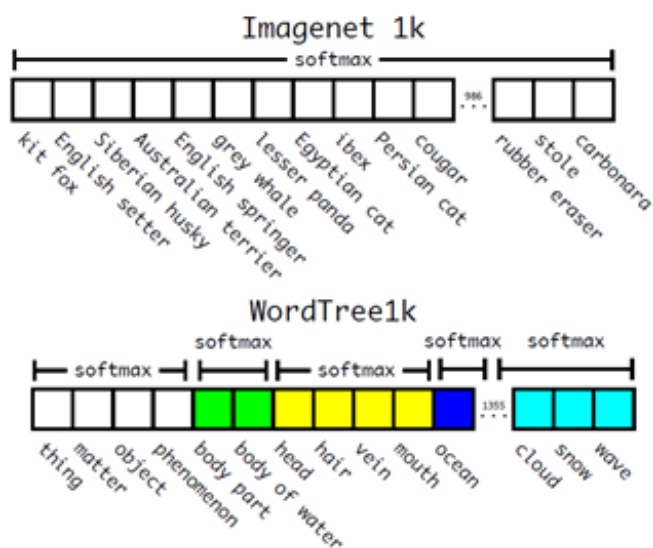 Imagenet 1k
softmax
986
...
kit fox
English setter
Siberian husky
Australian terrier
English springer
grey whale
lesser panda
Egyptian cat
ibex
Persian cat
cougar
rubber eraser
stole
carbonara
WordTree1k
softmax
softmax
softmax
softmax
softmax
1355
...
thing
matter
object
phenomenon
body part
body of water
head
hair
vein
mouth
ocean
cloud
snow
wave